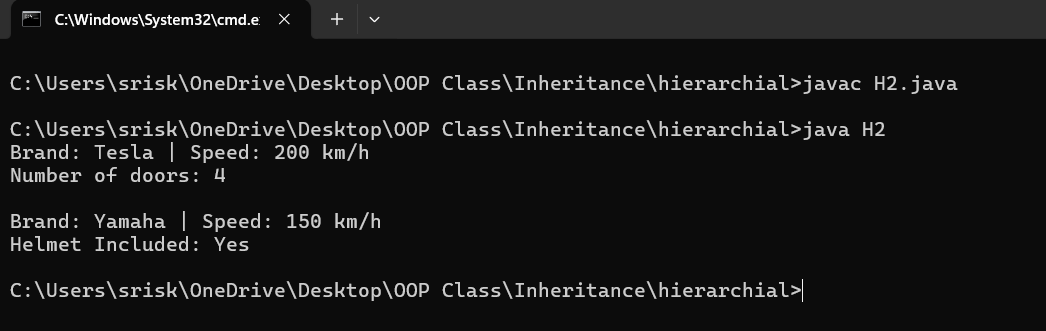 C:\Windows\System32\cmd.e
C:\Users\srisk\OneDrive\Desktop\OOP Class\Inheritance\hierarchial>javac H2.java
C:\Users\srisk\OneDrive\Desktop\OOP Class\Inheritance\hierarchial>java H2
Brand: Tesla | Speed: 200 km/h
Number of doors: 4
Brand: Yamaha | Speed: 150 km/h
Helmet Included: Yes
C:\Users\srisk\OneDrive\Desktop\OOP Class\Inheritance\hierarchial>